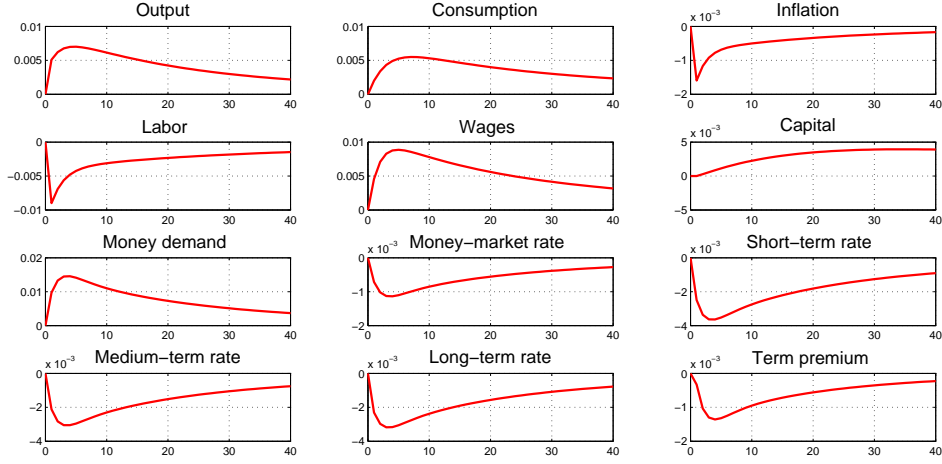 Output
0.01
0.005
0
0 10 20 30 40
Consumption
0.01
0.005
0
0 10 20 30 40
Inflation
x 10−3
0
−1
−2
0 10 20 30 40
Labor
0
−0.005
−0.01
0 10 20 30 40
Wages
0.01
0.005
0
0 10 20 30 40
Capital
x 10−3
5
0
−5
0 10 20 30 40
Money demand
0.02
0.01
0
0 10 20 30 40
Money−market rate
x 10−3
0
−1
−2
0 10 20 30 40
Short−term rate
x 10−3
0
−2
−4
0 10 20 30 40
Medium−term rate
x 10−3
0
−2
−4
0 10 20 30 40
Long−term rate
x 10−3
0
−2
−4
0 10 20 30 40
Term premium
x 10−3
0
−1
−2
0 10 20 30 40